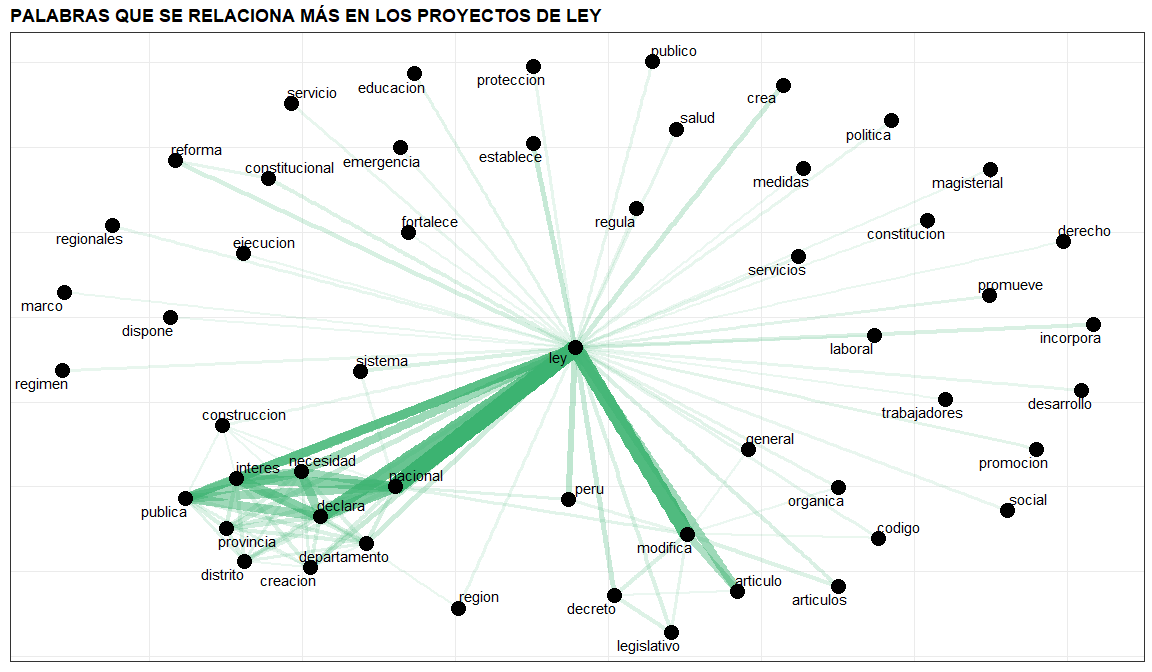 PALABRAS QUE SE RELACIONA MÁS EN LOS PROYECTOS DE LEY
publico
proteccion
educacion
servicio
crea
salud
politica
reforma
constitucional
emergencia
establece
medidas
magisterial
regionales
ejecucion
fortalece
regula
constitucion
derecho
servicios
promueve
marco
dispone
incorpora
laboral
ley
sistema
regimen
desarrollo
trabajadores
construccion
general
promocion
interes
necesidad
nacional
peru
organica
social
publica
declara
codigo
provincia
departamento
modifica
distrito
creacion
articulo
articulos
region
decreto
legislativo